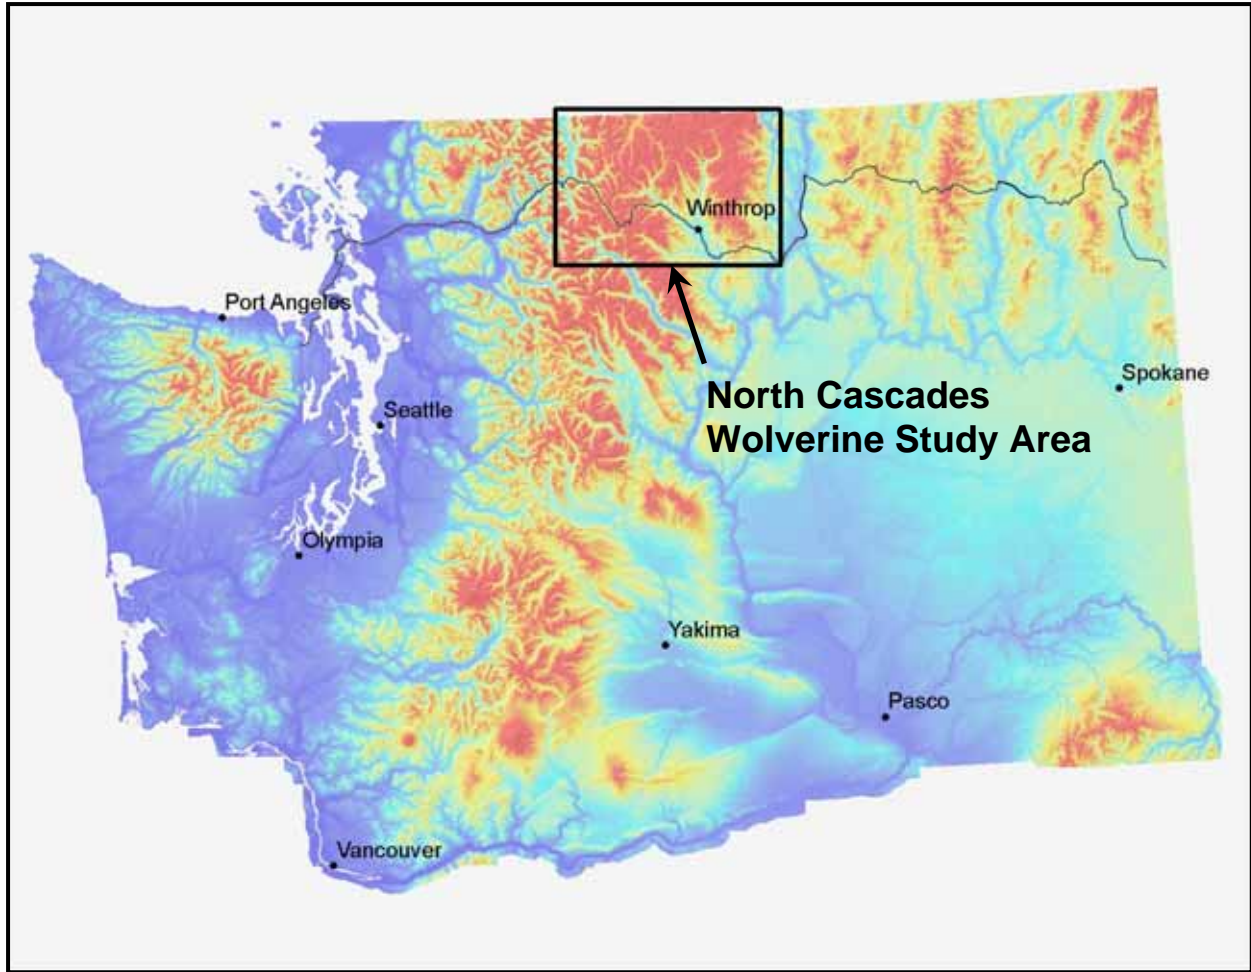 Winthrop
Port Angeles
Spokane
North Cascades
Wolverine Study Area
Seattle
Olympia
Yakima
Pasco
Vancouver